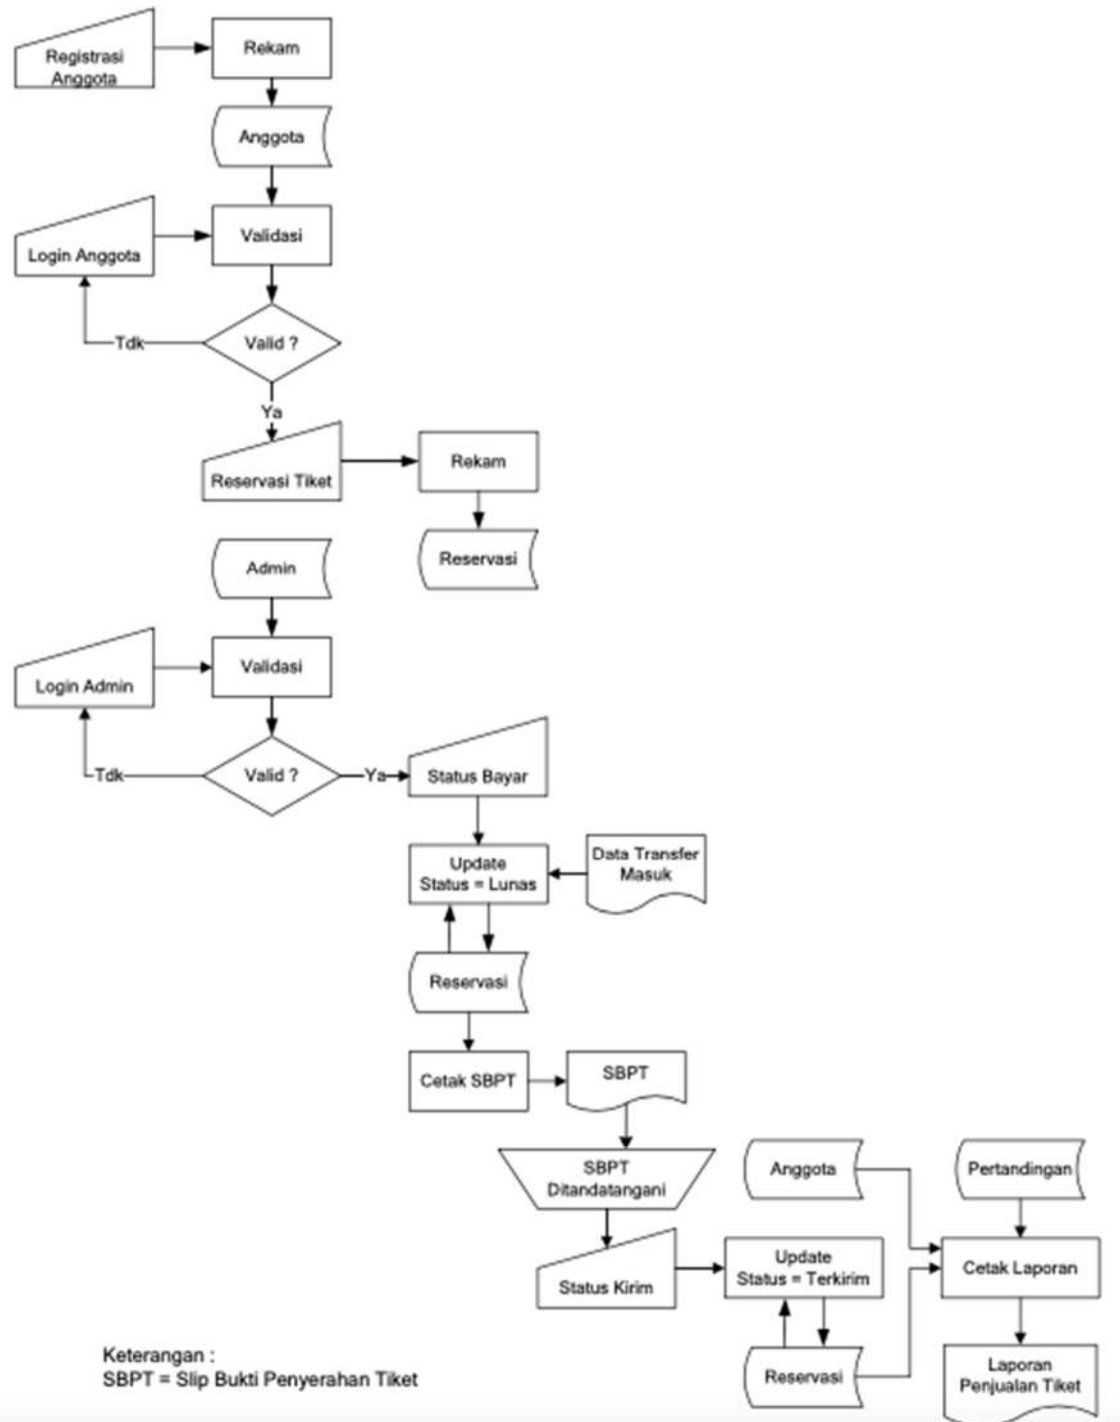 Registrasi
Anggota
Rekam
Anggota
Login Anggota
Validasi
Valid ?
Tdk
Ya
Reservasi Tiket
Rekam
Reservasi
Admin
Login Admin
Validasi
Valid ?
Tdk
Ya
Status Bayar
Update
Status = Lunas
Data Transfer
Masuk
Reservasi
Cetak SBPT
SBPT
SBPT
Ditandatangani
Anggota
Pertandingan
Status Kirim
Update
Status = Terkirim
Cetak Laporan
Reservasi
Laporan
Penjualan Tiket
Keterangan :
SBPT = Slip Bukti Penyerahan Tiket